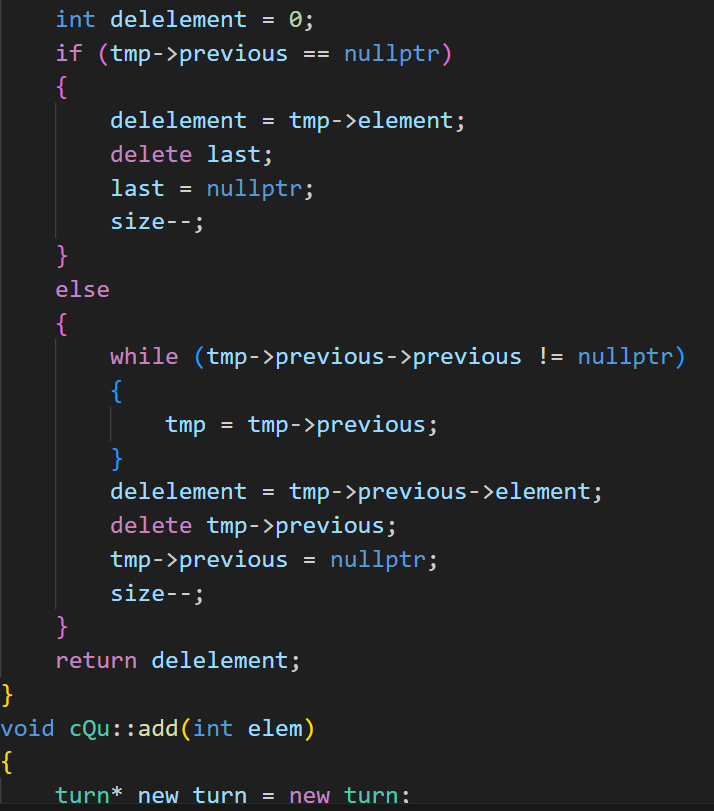 int delelement = 0;
if (tmp->previous == nullptr)
{
delelement = tmp->element;
delete last;
last = nullptr;
size--;
}
else
{
while (tmp->previous->previous != nullptr)
{
tmp = tmp->previous;
}
delelement = tmp->previous->element;
delete tmp->previous;
tmp->previous = nullptr;
size--;
}
return delelement;
}
void cQu::add(int elem)
{
turn* new_turn = new turn;